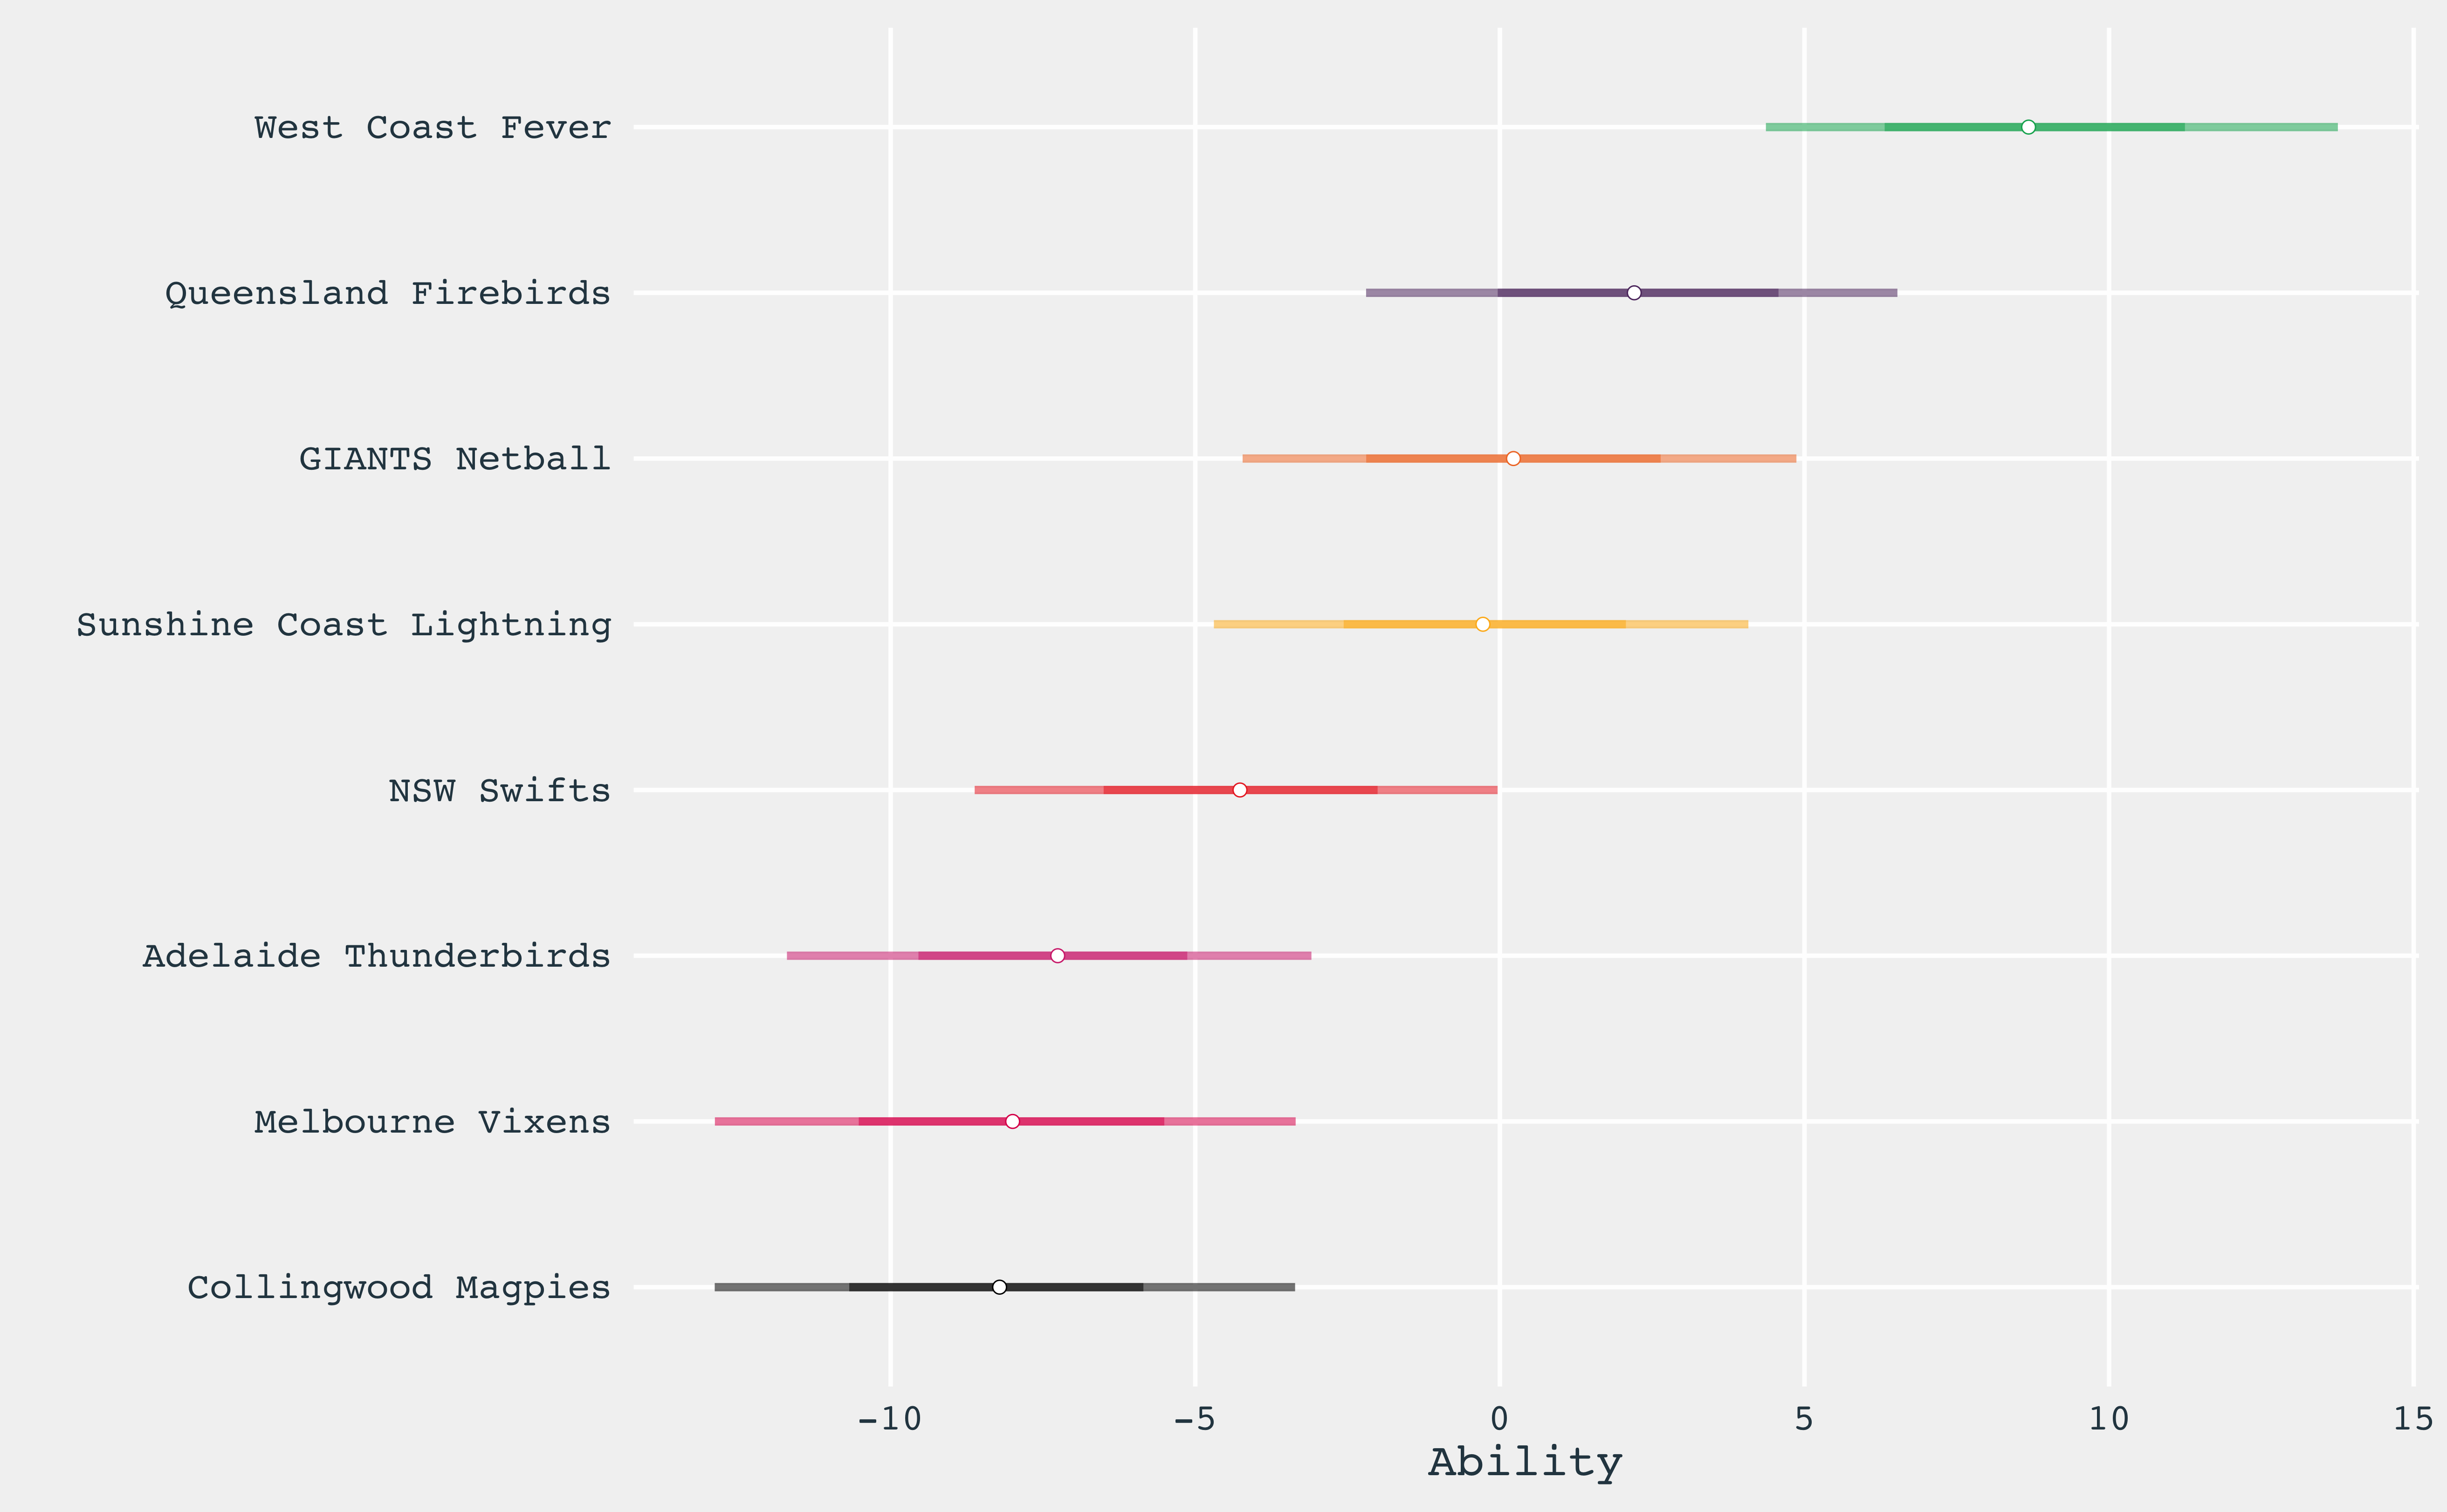 West Coast Fever
Queensland Firebirds
GIANTS Netball
Sunshine Coast Lightning
NSW Swifts
Adelaide Thunderbirds
Melbourne Vixens
Collingwood Magpies
-10 -5 0 5 10 15
Ability